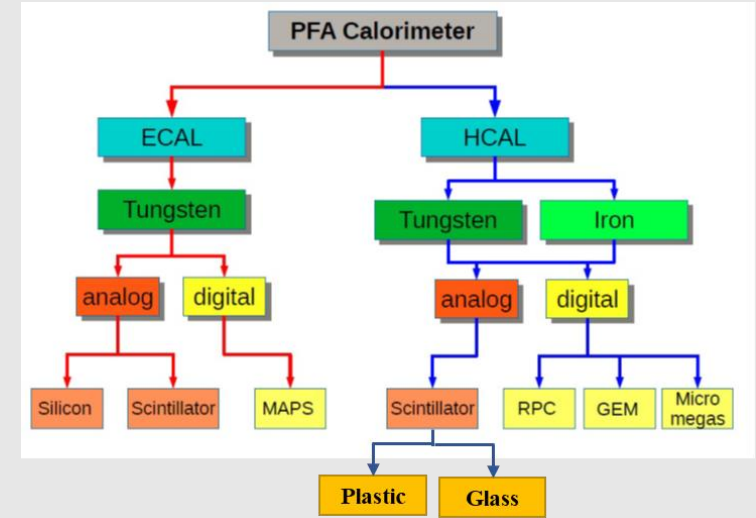 PFA Calorimeter
ECAL
HCAL
Tungsten
Tungsten
Iron
analog
digital
analog
digital
Silicon
Scintillator
MAPS
Scintillator
RPC
GEM
Micro
megas
Plastic
Glass